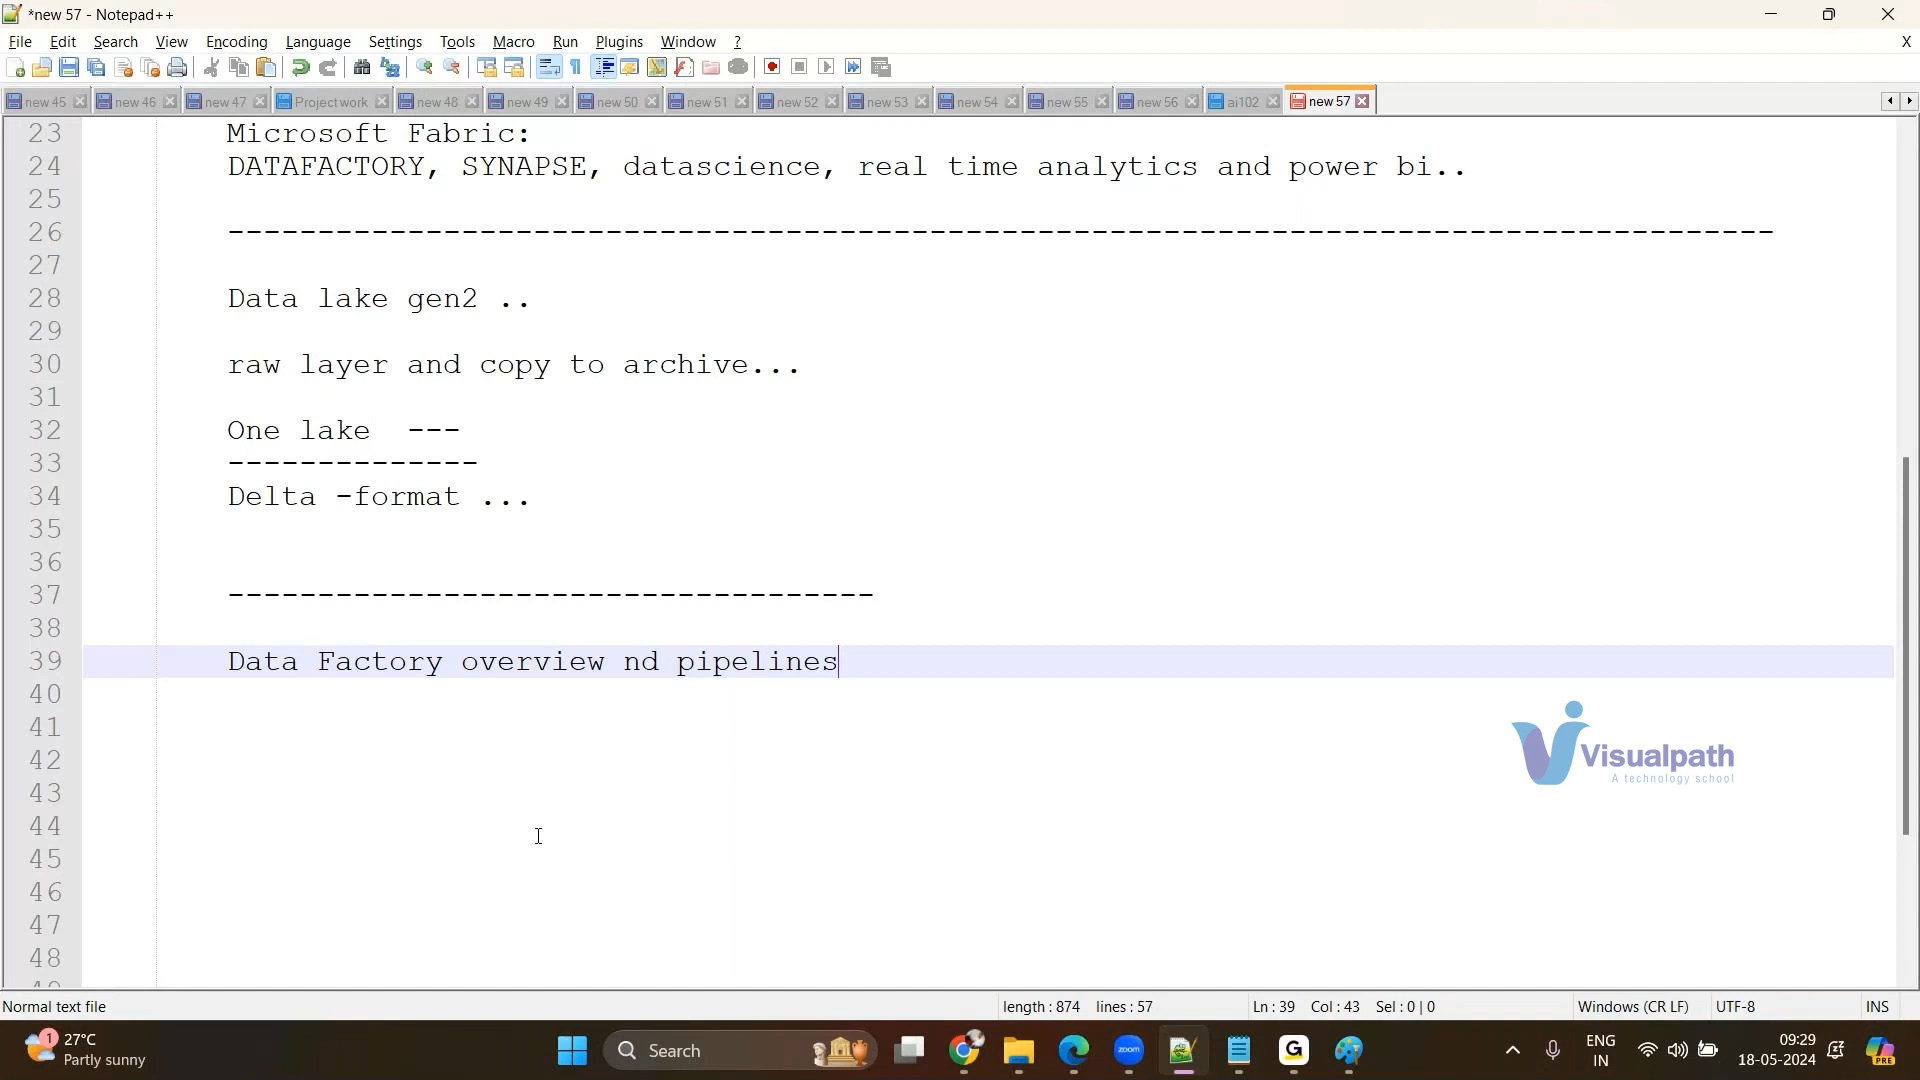 *new 57 - Notepad++
File Edit Search View Encoding Language Settings Tools Macro Run Plugins Window ? X
new 45 new 46 new 47 Project work new 48 new 49 new 50 new 51 new 52 new 53 new 54 new 55 new 56 ai102 new 57
23 Microsoft Fabric:
24 DATAFACTORY, SYNAPSE, datascience, real time analytics and power bi..
25
26 --------------------------------------------------------------------------------------
27
28 Data lake gen2 ..
29
30 raw layer and copy to archive...
31
32 One lake  ---
33 --------------
34 Delta -format ...
35
36
37 ------------------------------------
38
39 Data Factory overview nd pipelines
40
41
42
43
44
45
46
47
48
49
Visualpath
A technology school
Normal text file length : 874 lines : 57 Ln : 39 Col : 43 Sel : 0 | 0 Windows (CR LF) UTF-8 INS
1 27°C
Partly sunny
Search
zoom
G
ENG
IN
09:29
18-05-2024
PRE